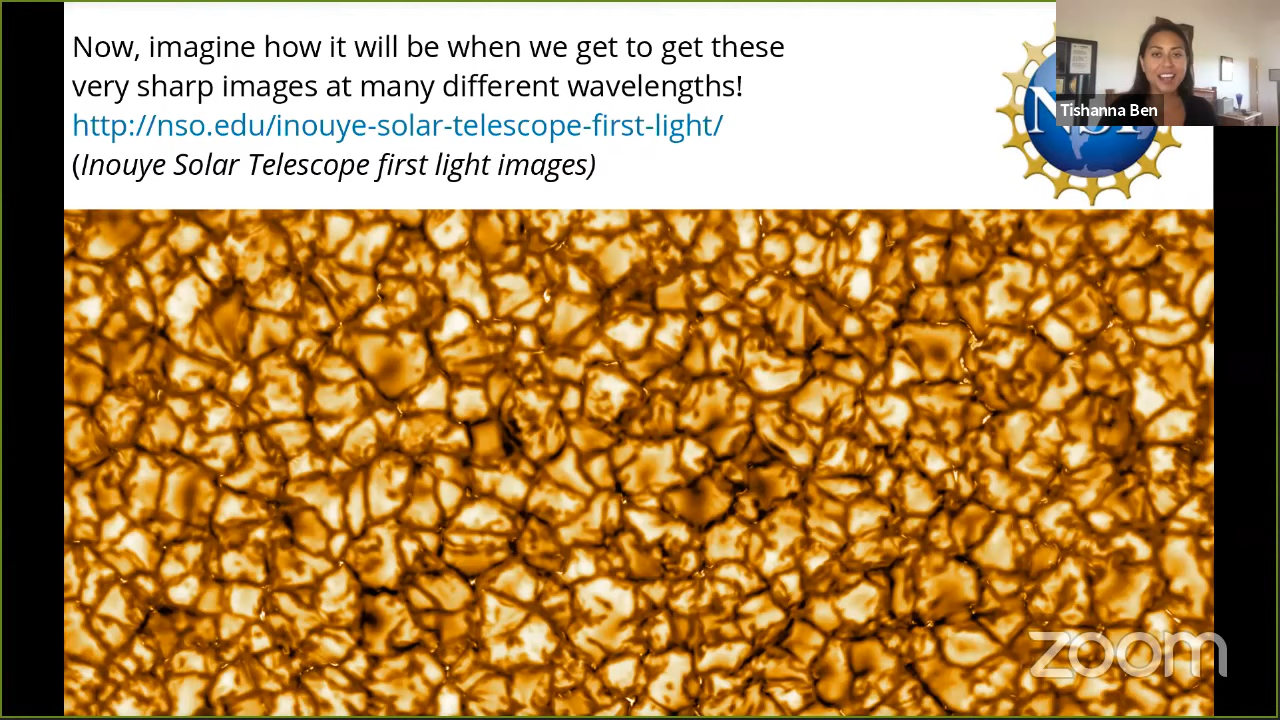 Now, imagine how it will be when we get to get these
very sharp images at many different wavelengths!
http://nso.edu/inouye-solar-telescope-first-light/
(Inouye Solar Telescope first light images)
Tishanna Ben
zoom